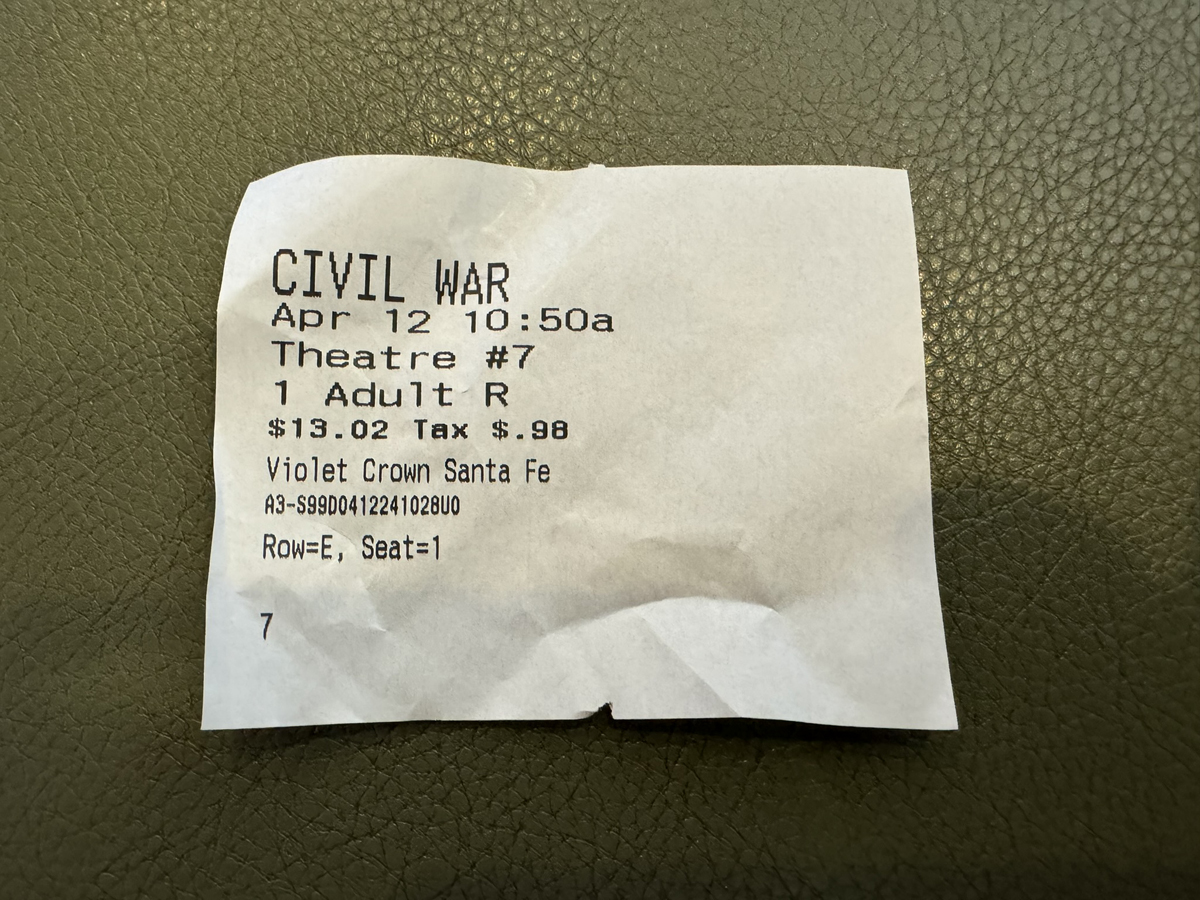 CIVIL WAR
Apr 12 10:50a
Theatre #7
1 Adult R
$13.02 Tax $.98
Violet Crown Santa Fe
A3-S99D0412241028U0
Row=E, Seat=1
7